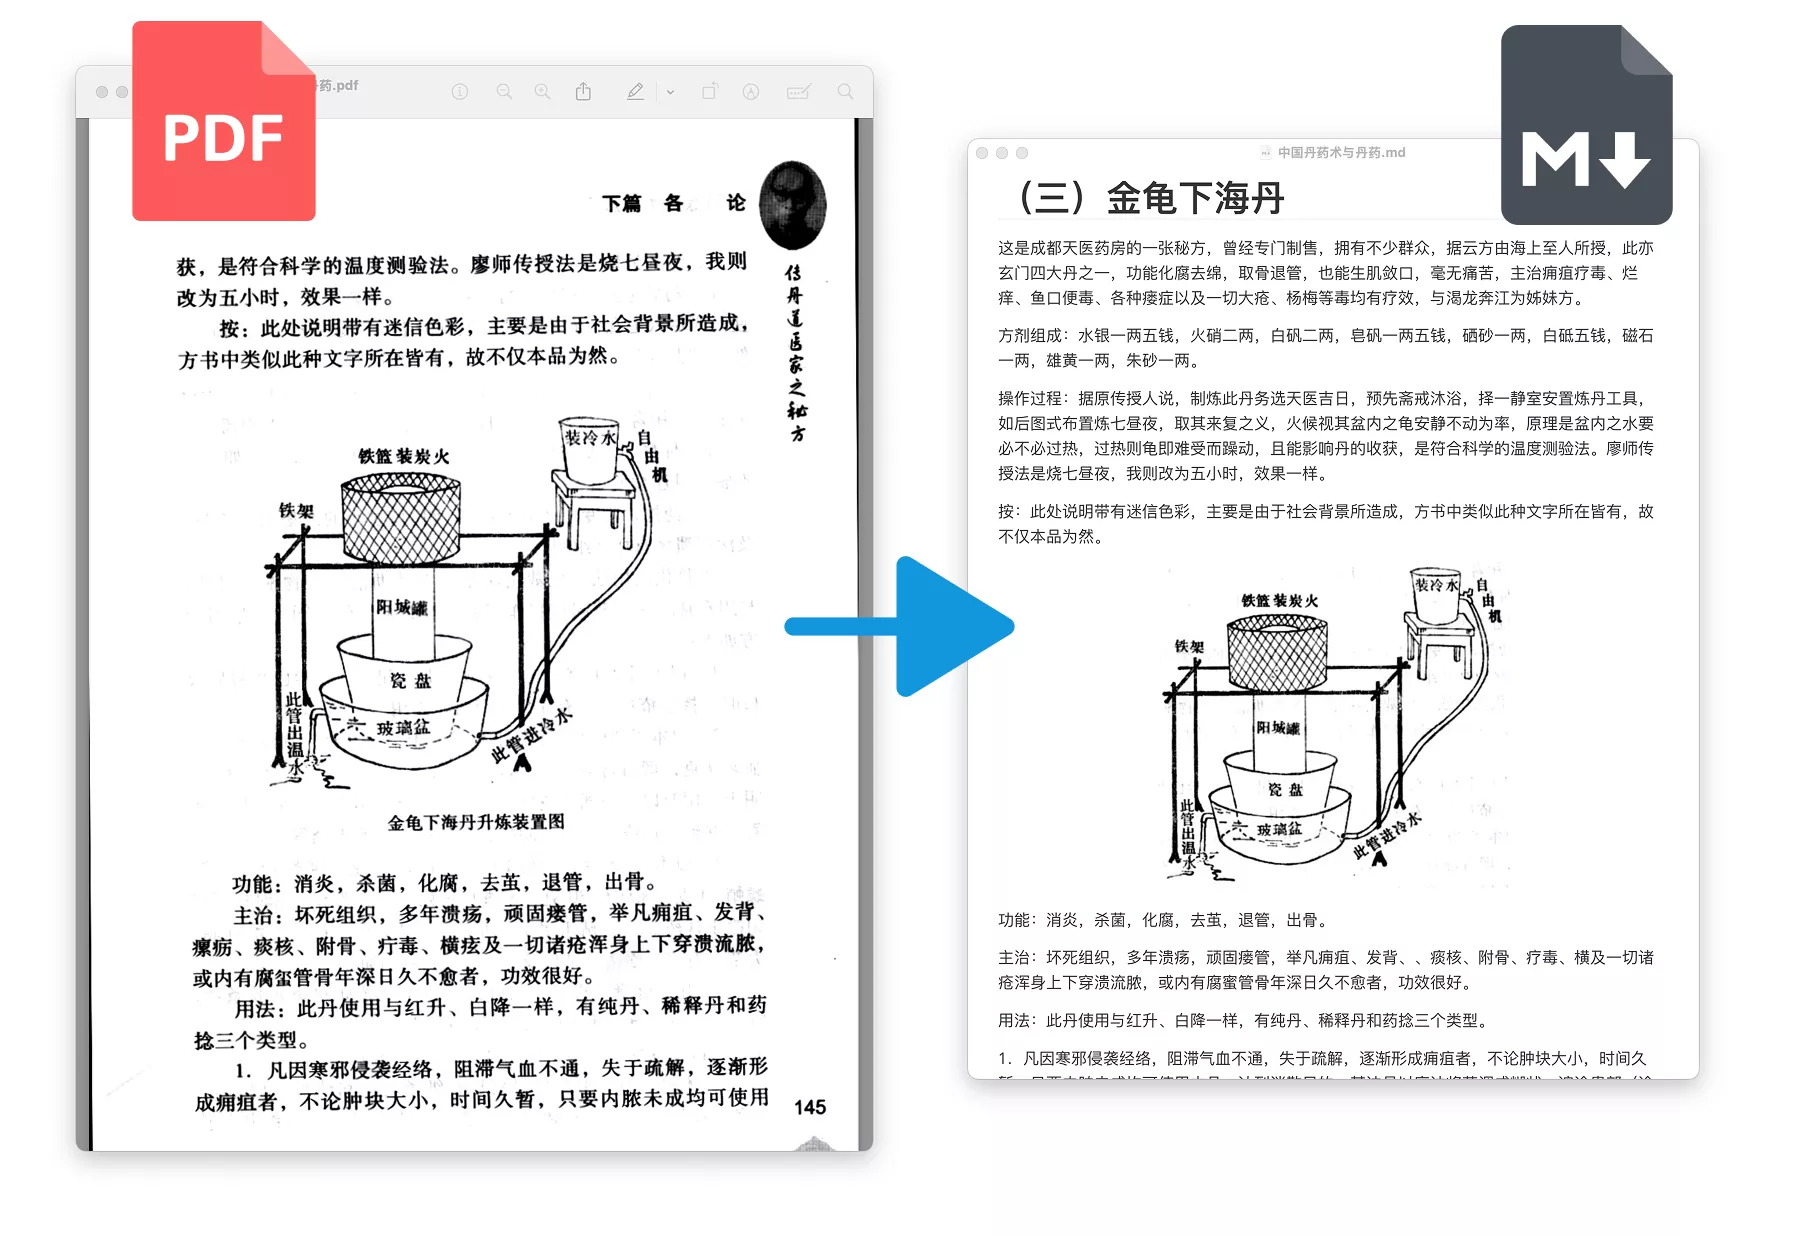 PDF
药.pdf
下篇 各 论
传丹道医家之秘方
获，是符合科学的温度测验法。廖师传授法是烧七昼夜，我则
改为五小时，效果一样。
按：此处说明带有迷信色彩，主要是由于社会背景所造成，
方书中类似此种文字所在皆有，故不仅本品为然。
装冷水
自由机
铁篮装炭火
铁架
阳城罐
瓷盘
玻璃盆
此管出温水
此管进冷水
金龟下海丹升炼装置图
功能：消炎，杀菌，化腐，去茧，退管，出骨。
主治：坏死组织，多年溃疡，顽固瘘管，举凡痈疽、发背、
瘰疬、痰核、附骨、疔毒、横痃及一切诸疮浑身上下穿溃流脓，
或内有腐蛩管骨年深日久不愈者，功效很好。
用法：此丹使用与红升、白降一样，有纯丹、稀释丹和药
捻三个类型。
1．凡因寒邪侵袭经络，阻滞气血不通，失于疏解，逐渐形
成痈疽者，不论肿块大小，时间久暂，只要内脓未成均可使用
145
M
中国丹药术与丹药.md
（三）金龟下海丹
这是成都天医药房的一张秘方，曾经专门制售，拥有不少群众，据云方由海上至人所授，此亦
玄门四大丹之一，功能化腐去绵，取骨退管，也能生肌敛口，毫无痛苦，主治痈疽疗毒、烂
痒、鱼口便毒、各种瘘症以及一切大疮、杨梅等毒均有疗效，与渴龙奔江为姊妹方。
方剂组成：水银一两五钱，火硝二两，白矾二两，皂矾一两五钱，硒砂一两，白砥五钱，磁石
一两，雄黄一两，朱砂一两。
操作过程：据原传授人说，制炼此丹务选天医吉日，预先斋戒沐浴，择一静室安置炼丹工具，
如后图式布置炼七昼夜，取其来复之义，火候视其盆内之龟安静不动为率，原理是盆内之水要
必不必过热，过热则龟即难受而躁动，且能影响丹的收获，是符合科学的温度测验法。廖师传
授法是烧七昼夜，我则改为五小时，效果一样。
按：此处说明带有迷信色彩，主要是由于社会背景所造成，方书中类似此种文字所在皆有，故
不仅本品为然。
装冷水
自由机
铁篮装炭火
铁架
阳城罐
瓷盘
玻璃盆
此管出温水
此管进冷水
功能：消炎，杀菌，化腐，去茧，退管，出骨。
主治：坏死组织，多年溃疡，顽固瘘管，举凡痈疽、发背、、痰核、附骨、疗毒、横及一切诸
疮浑身上下穿溃流脓，或内有腐蜜管骨年深日久不愈者，功效很好。
用法：此丹使用与红升、白降一样，有纯丹、稀释丹和药捻三个类型。
1．凡因寒邪侵袭经络，阻滞气血不通，失于疏解，逐渐形成痈疽者，不论肿块大小，时间久